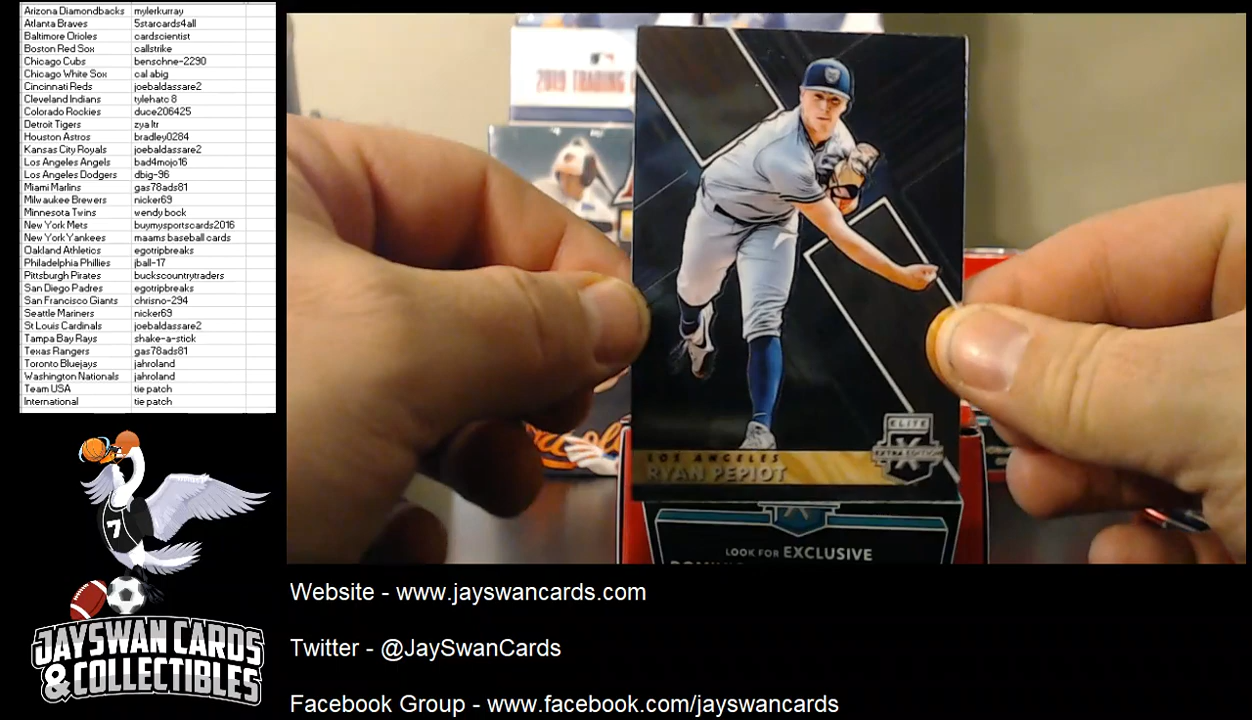 Arizona Diamondbacks mylerkurray
Atlanta Braves 5starcards4all
Baltimore Orioles cardscientist
Boston Red Sox callstrike
Chicago Cubs benschne-2290
Chicago White Sox cal abig
Cincinnati Reds joebaldassare2
Cleveland Indians tylehatc 8
Colorado Rockies duce206425
Detroit Tigers zya ltr
Houston Astros bradley0284
Kansas City Royals joebaldassare2
Los Angeles Angels bad4mojo16
Los Angeles Dodgers dbig-96
Miami Marlins gas78ads81
Milwaukee Brewers nicker69
Minnesota Twins wendy bock
New York Mets buymysportscards2016
New York Yankees maams baseball cards
Oakland Athletics egotripbreaks
Philadelphia Phillies jball-17
Pittsburgh Pirates buckscountrytraders
San Diego Padres egotripbreaks
San Francisco Giants chrisno-294
Seattle Mariners nicker69
St Louis Cardinals joebaldassare2
Tampa Bay Rays shake-a-stick
Texas Rangers gas78ads81
Toronto Bluejays jahroland
Washington Nationals jahroland
Team USA tie patch
International tie patch
2019 TRADING
ELITE
X
EXTRA EDITION
LOS ANGELES
RYAN PEPIOT
LOOK FOR EXCLUSIVE
7
JAYSWAN CARDS
& COLLECTIBLES
Website - www.jayswancards.com
Twitter - @JaySwanCards
Facebook Group - www.facebook.com/jayswancards